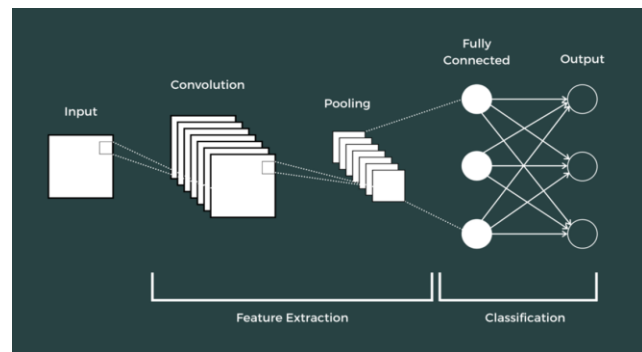 Input
Convolution
Pooling
Fully
Connected
Output
Feature Extraction
Classification